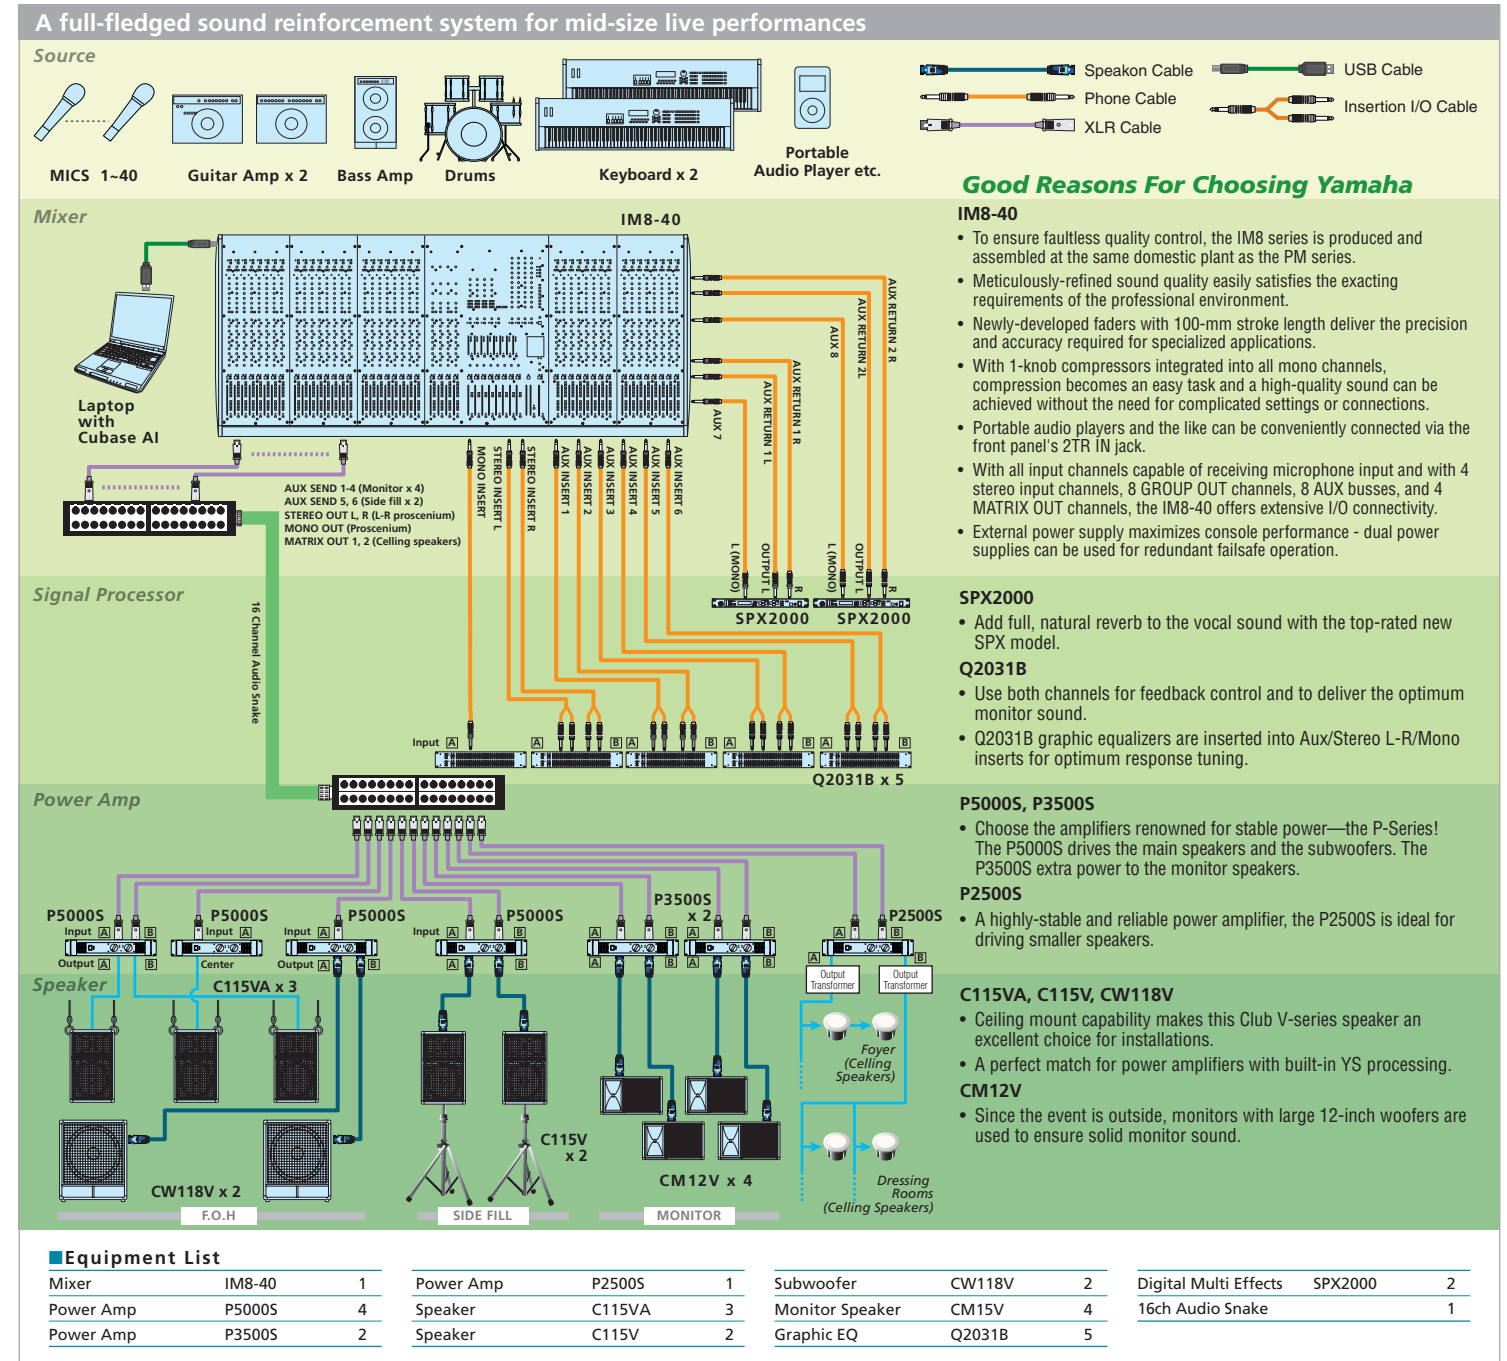 A full-fledged sound reinforcement system for mid-size live performances
Source
MICS 1~40
Guitar Amp x 2
Bass Amp
Drums
Keyboard x 2
Portable
Audio Player etc.
Speakon Cable
Phone Cable
XLR Cable
USB Cable
Insertion I/O Cable
Good Reasons For Choosing Yamaha
Mixer
IM8-40
Laptop
with
Cubase AI
AUX SEND 1-4 (Monitor x 4)
AUX SEND 5, 6 (Side fill x 2)
STEREO OUT L, R (L-R proscenium)
MONO OUT (Proscenium)
MATRIX OUT 1, 2 (Celling speakers)
MONO INSERT
STEREO INSERT L
STEREO INSERT R
AUX INSERT 1
AUX INSERT 2
AUX INSERT 3
AUX INSERT 4
AUX INSERT 5
AUX INSERT 6
AUX 7
AUX RETURN 1 L
AUX RETURN 1 R
AUX 8
AUX RETURN 2L
AUX RETURN 2 R
L (MONO)
OUTPUT L
R
L (MONO)
OUTPUT L
R
SPX2000
SPX2000
IM8-40
• To ensure faultless quality control, the IM8 series is produced and
assembled at the same domestic plant as the PM series.
• Meticulously-refined sound quality easily satisfies the exacting
requirements of the professional environment.
• Newly-developed faders with 100-mm stroke length deliver the precision
and accuracy required for specialized applications.
• With 1-knob compressors integrated into all mono channels,
compression becomes an easy task and a high-quality sound can be
achieved without the need for complicated settings or connections.
• Portable audio players and the like can be conveniently connected via the
front panel's 2TR IN jack.
• With all input channels capable of receiving microphone input and with 4
stereo input channels, 8 GROUP OUT channels, 8 AUX busses, and 4
MATRIX OUT channels, the IM8-40 offers extensive I/O connectivity.
• External power supply maximizes console performance - dual power
supplies can be used for redundant failsafe operation.
Signal Processor
16 Channel Audio Snake
Input A
A B
A B
A B
A B
Q2031B x 5
SPX2000
• Add full, natural reverb to the vocal sound with the top-rated new
SPX model.
Q2031B
• Use both channels for feedback control and to deliver the optimum
monitor sound.
• Q2031B graphic equalizers are inserted into Aux/Stereo L-R/Mono
inserts for optimum response tuning.
Power Amp
P5000S
Input A B
Output A B
P5000S
Input A
Center
P5000S
Input A B
Output A B
P5000S
Input A B
A B
P3500S
x 2
A B
A B
A B
A B
P2500S
A B
P5000S, P3500S
• Choose the amplifiers renowned for stable power—the P-Series!
The P5000S drives the main speakers and the subwoofers. The
P3500S extra power to the monitor speakers.
P2500S
• A highly-stable and reliable power amplifier, the P2500S is ideal for
driving smaller speakers.
Speaker
C115VA x 3
CW118V x 2
C115V
x 2
CM12V x 4
Output
Transformer
Output
Transformer
Foyer
(Celling
Speakers)
Dressing
Rooms
(Celling Speakers)
F.O.H
SIDE FILL
MONITOR
C115VA, C115V, CW118V
• Ceiling mount capability makes this Club V-series speaker an
excellent choice for installations.
• A perfect match for power amplifiers with built-in YS processing.
CM12V
• Since the event is outside, monitors with large 12-inch woofers are
used to ensure solid monitor sound.
Equipment List
Mixer IM8-40 1
Power Amp P5000S 4
Power Amp P3500S 2
Power Amp P2500S 1
Speaker C115VA 3
Speaker C115V 2
Subwoofer CW118V 2
Monitor Speaker CM15V 4
Graphic EQ Q2031B 5
Digital Multi Effects SPX2000 2
16ch Audio Snake 1